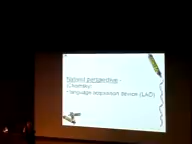 Nativist perspective -
(Chomsky)
- language acquisition device (LAD)